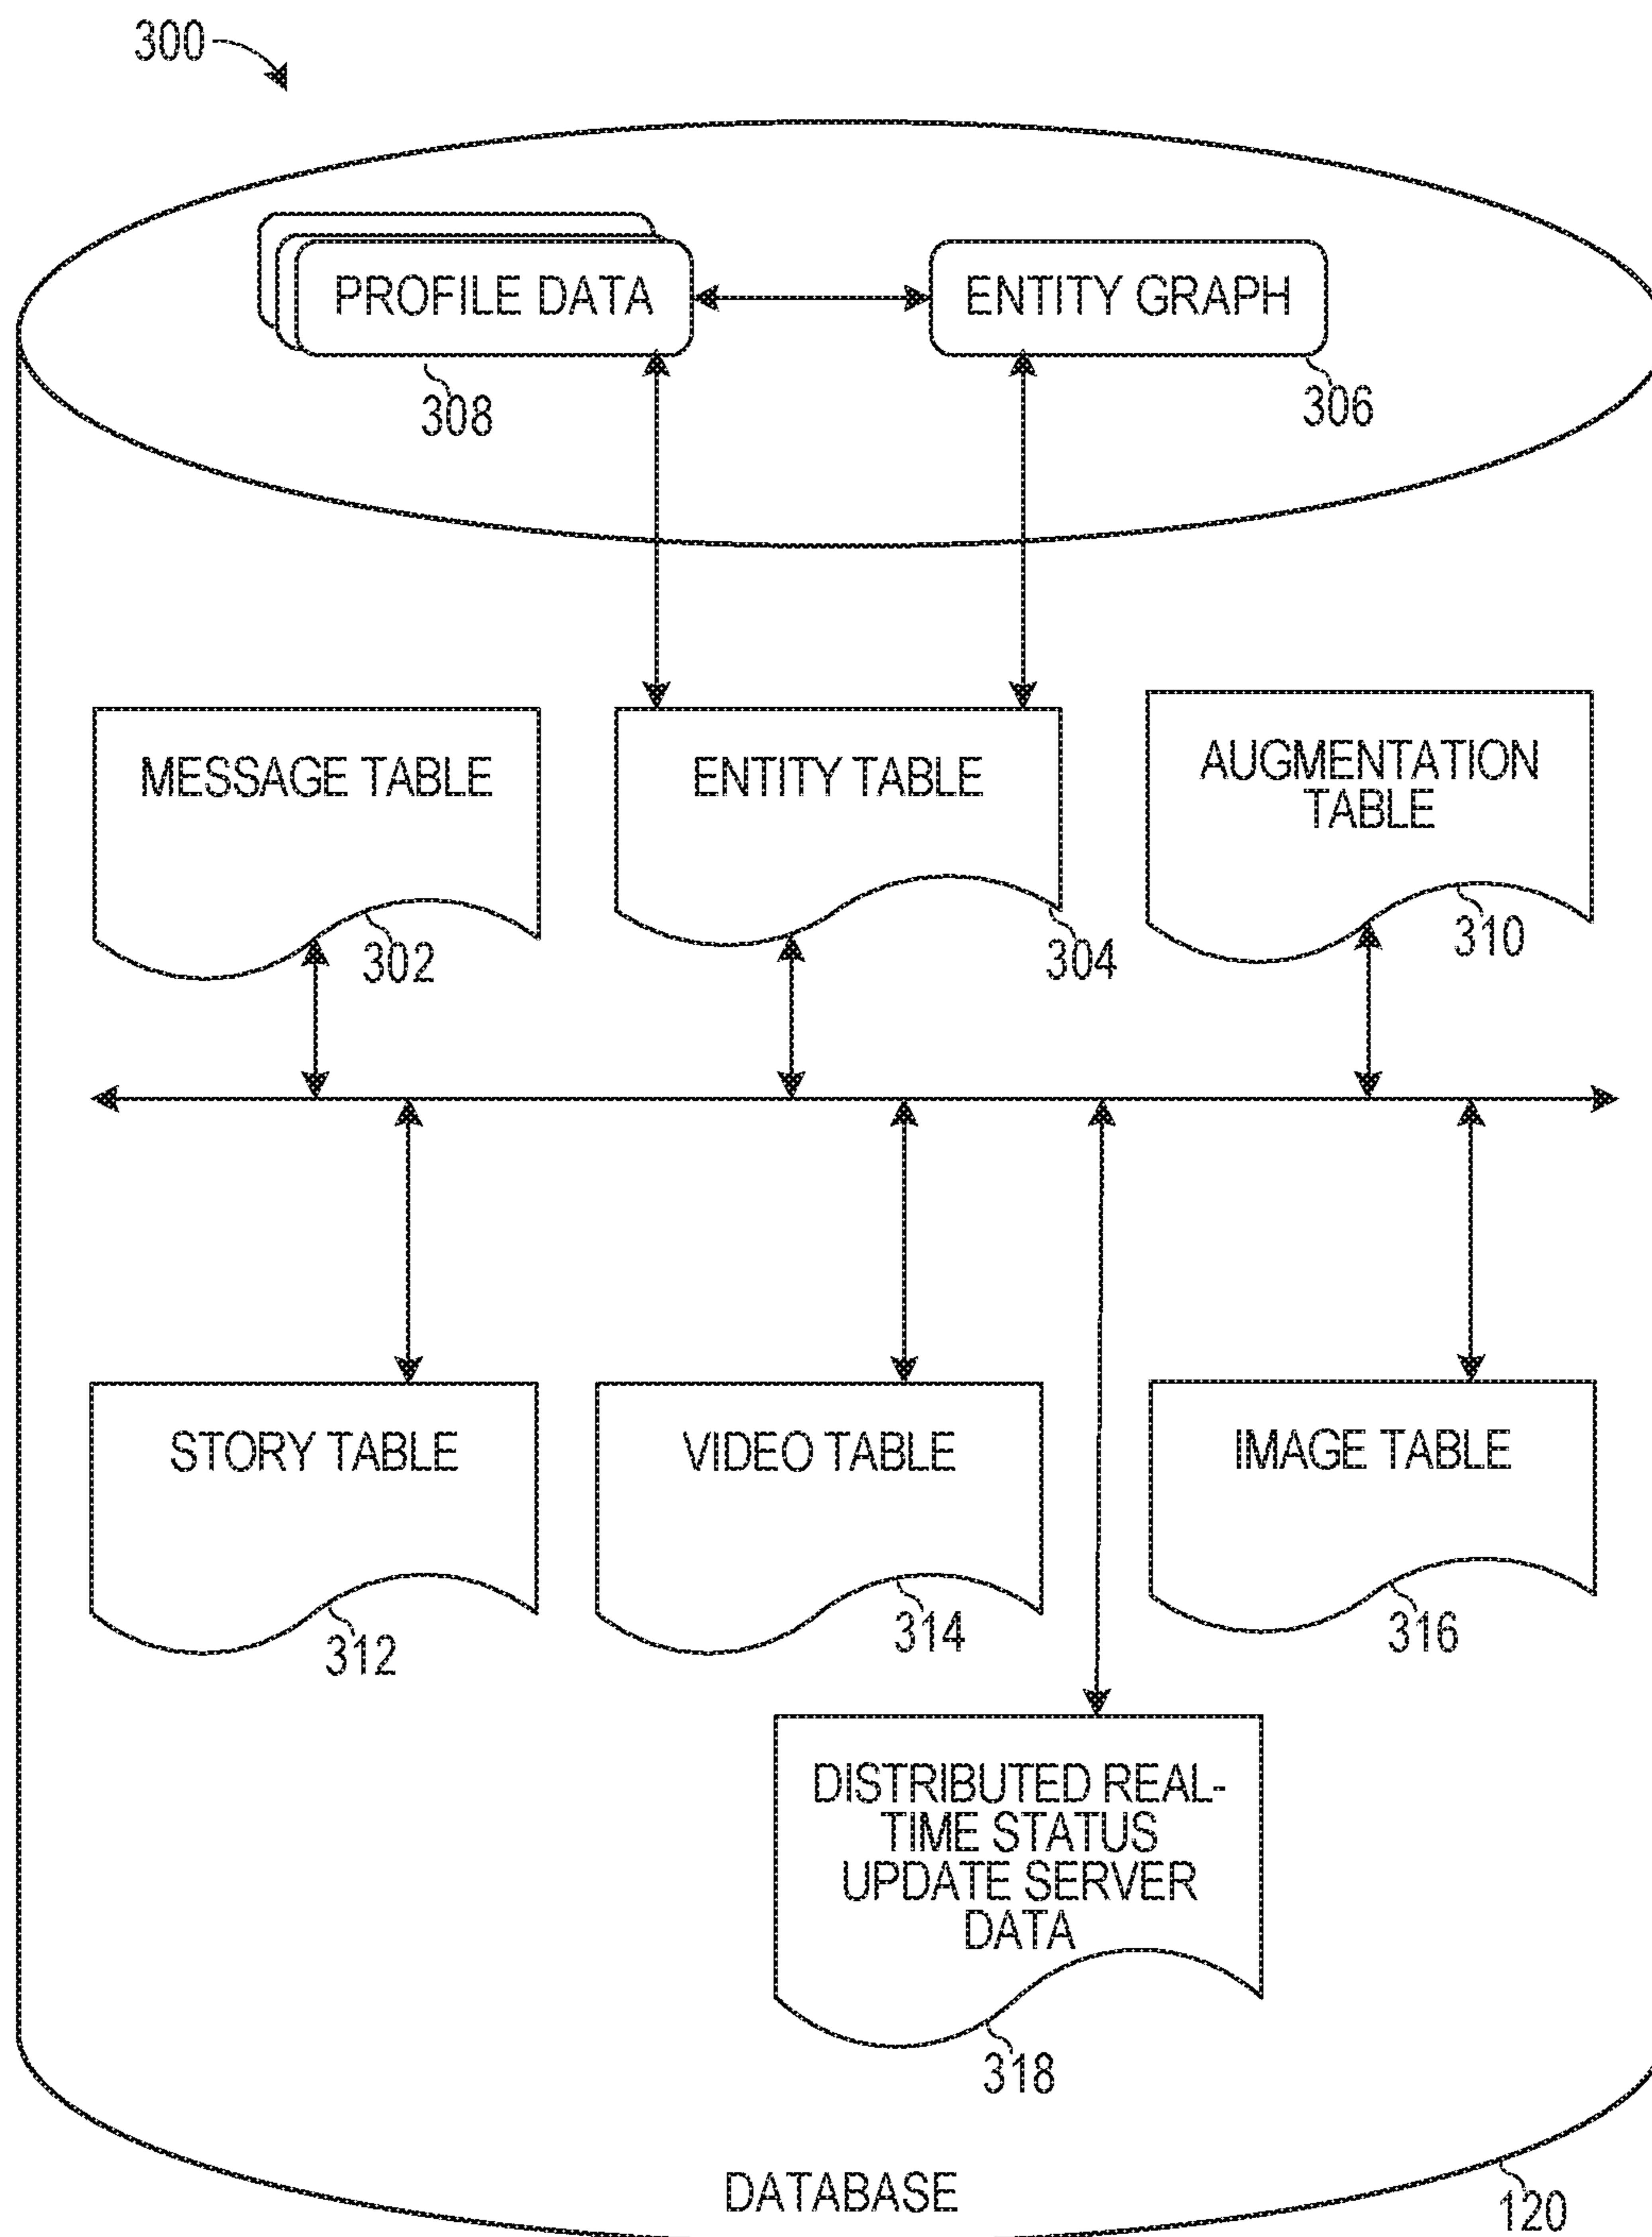 300
PROFILE DATA
ENTITY GRAPH
308
306
MESSAGE TABLE
ENTITY TABLE
AUGMENTATION
TABLE
302
304
310
STORY TABLE
VIDEO TABLE
IMAGE TABLE
312
314
316
DISTRIBUTED REAL-
TIME STATUS
UPDATE SERVER
DATA
318
DATABASE
120